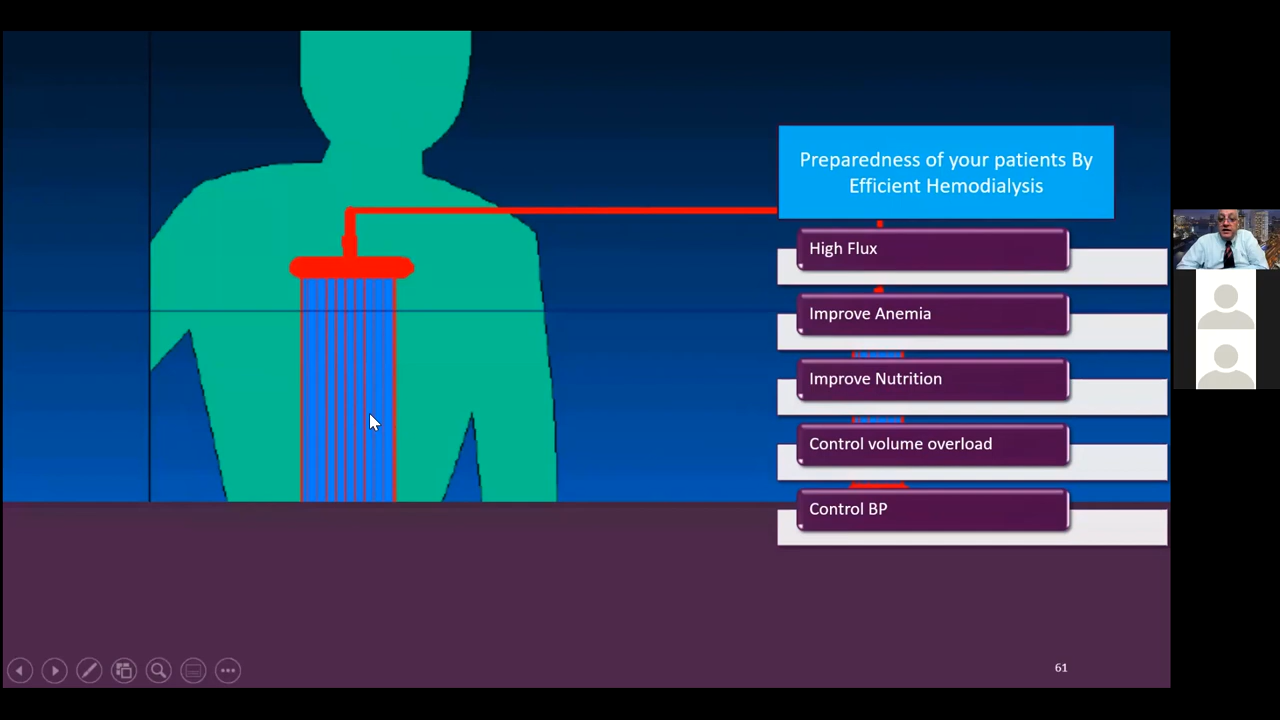 Preparedness of your patients By
Efficient Hemodialysis
High Flux
Improve Anemia
Improve Nutrition
Control volume overload
Control BP
61